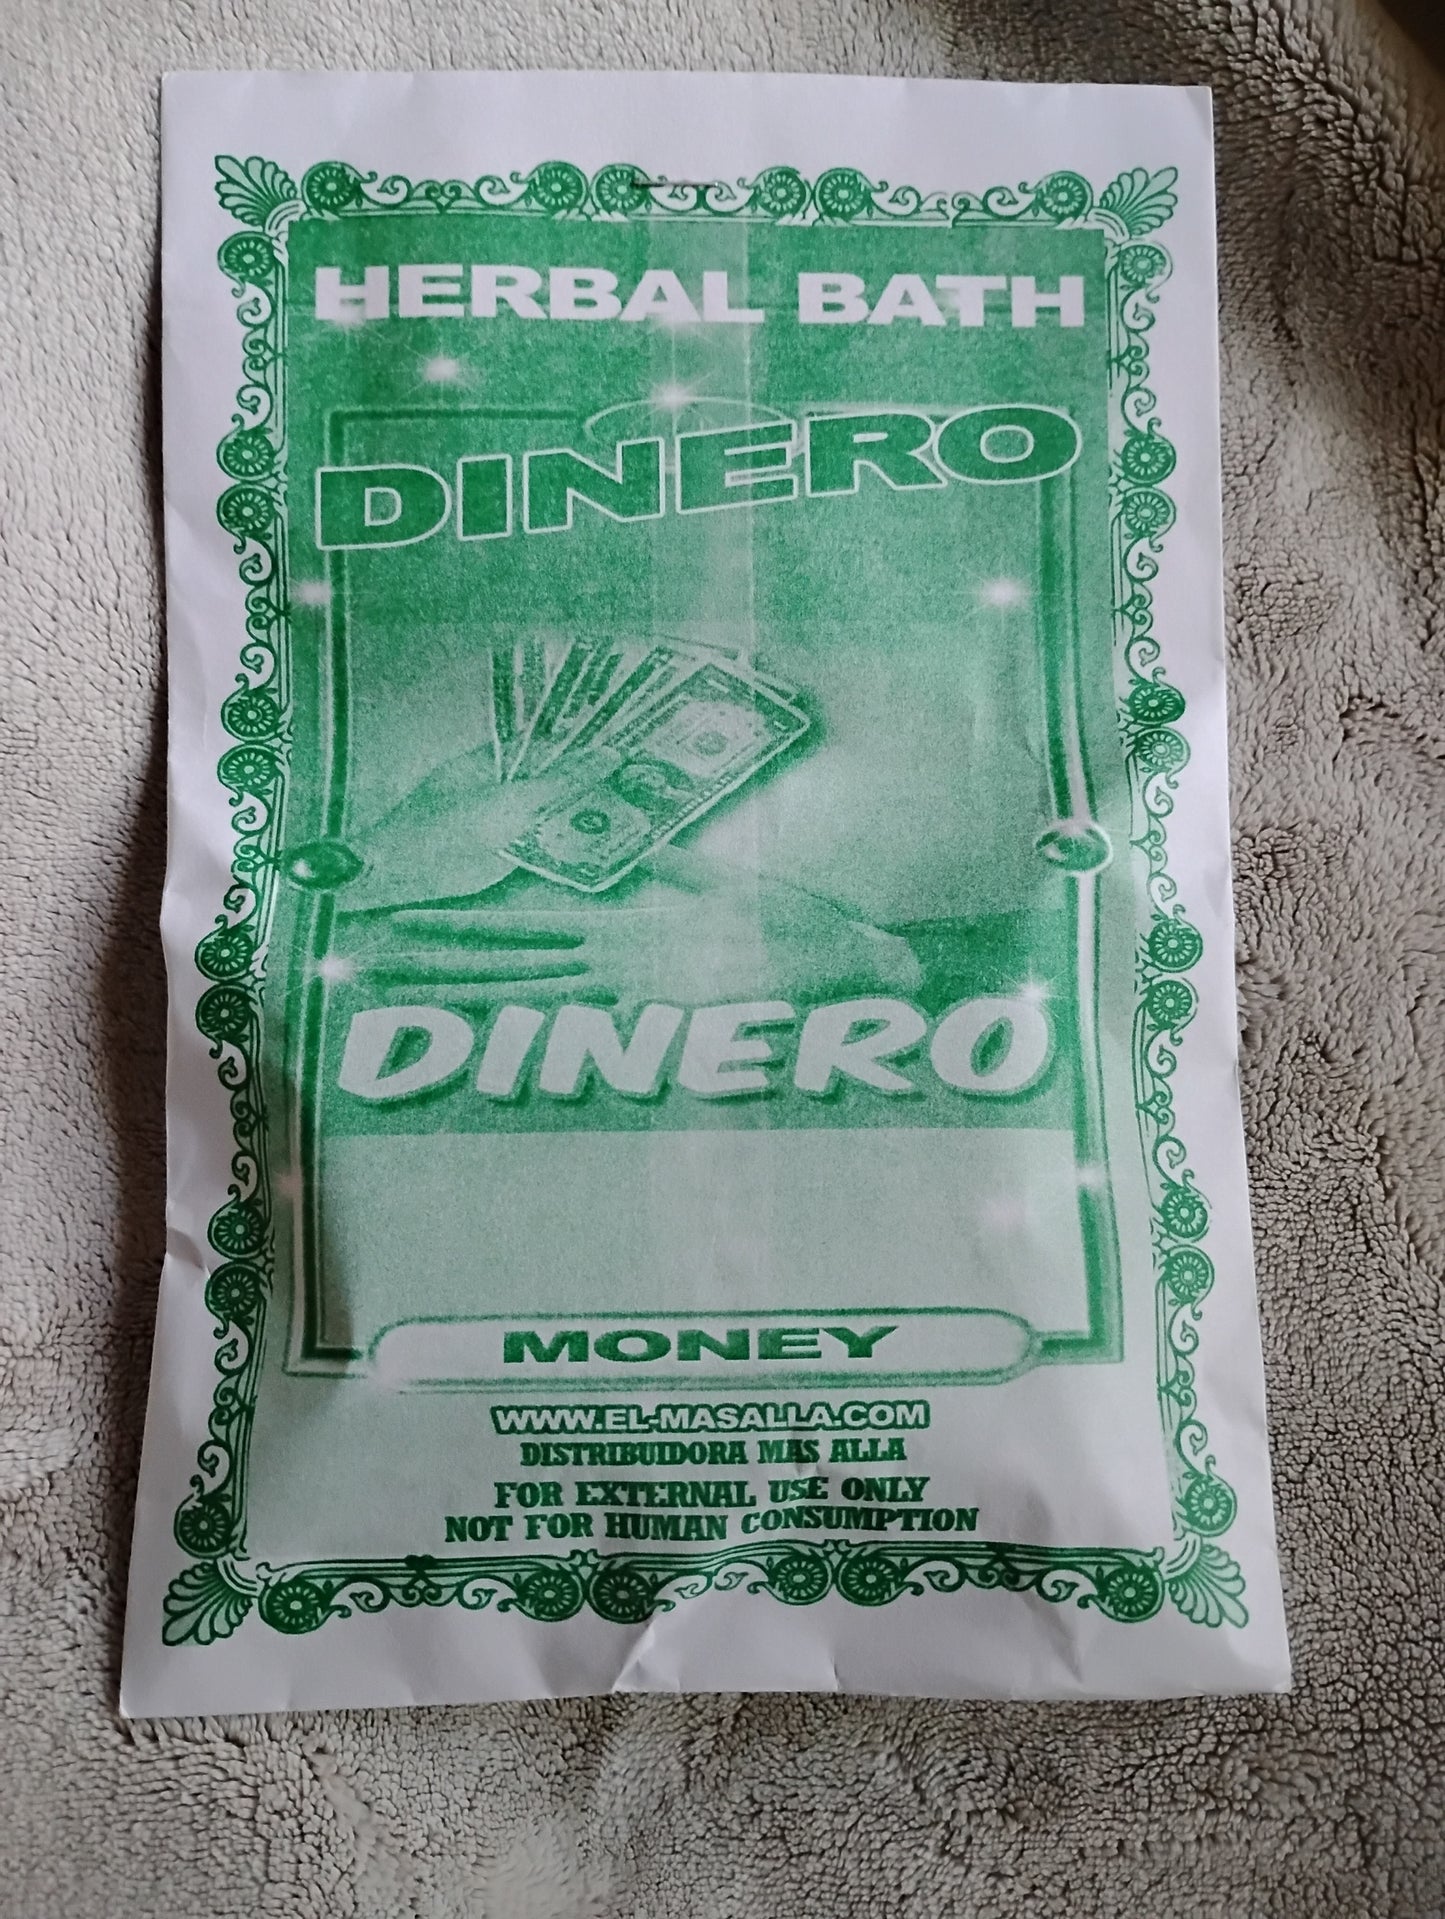 HERBAL BATH
DINERO
DINERO
MONEY
WWW.EL-MASALLA.COM
DISTRIBUIDORA MAS ALLA
FOR EXTERNAL USE ONLY
NOT FOR HUMAN CONSUMPTION